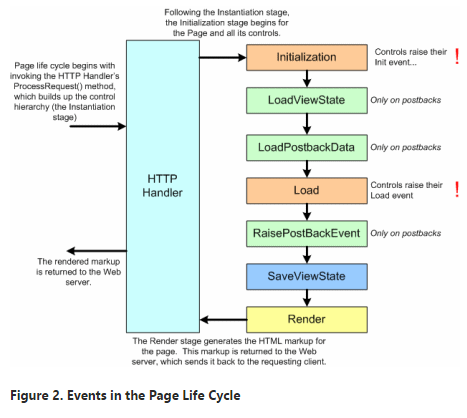 Following the Instantiation stage,
the Initialization stage begins for
the Page and all its controls.
Page life cycle begins with
invoking the HTTP Handler's
ProcessRequest() method,
which builds up the control
hierarchy (the Instantiation
stage)
HTTP
Handler
Initialization
Controls raise their
Init event...
!
LoadViewState
Only on postbacks
LoadPostbackData
Only on postbacks
Load
Controls raise their
Load event
!
RaisePostBackEvent
Only on postbacks
SaveViewState
Render
The rendered markup
is returned to the Web
server.
The Render stage generates the HTML markup for
the page. This markup is returned to the Web
server, which sends it back to the requesting client.
Figure 2. Events in the Page Life Cycle